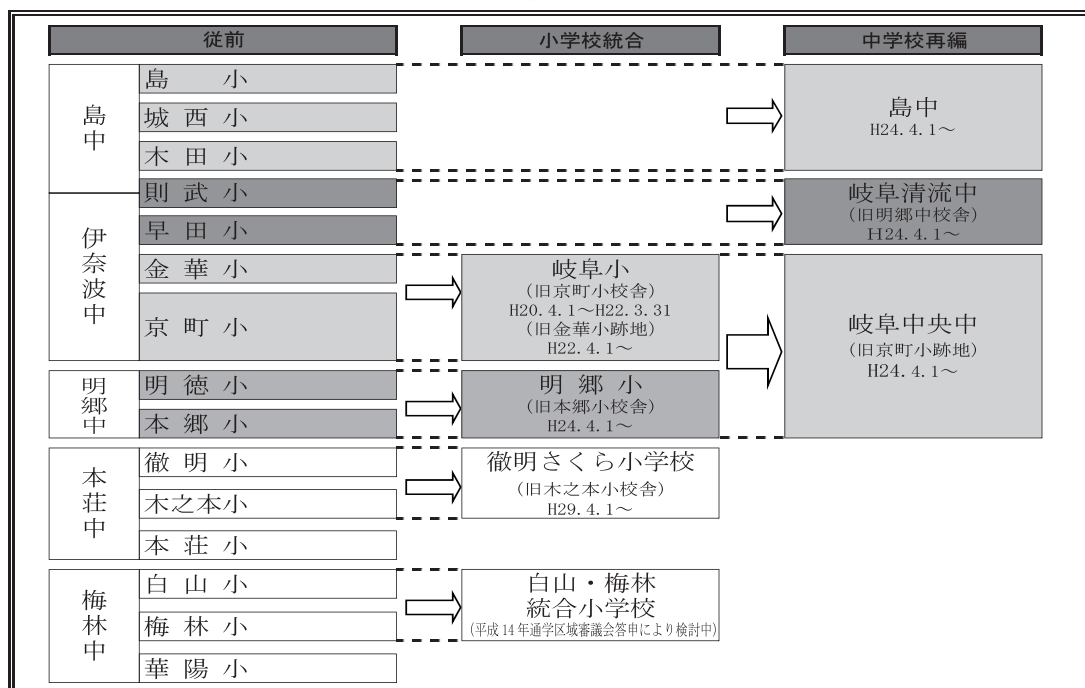 従前 小学校統合 中学校再編
島中
島 小
城 西 小
木 田 小
島中
H24.4.1～
伊奈波中
則 武 小
早 田 小
岐阜清流中
(旧明郷中校舎)
H24.4.1～
金 華 小
京 町 小
岐阜小
(旧京町小校舎)
H20.4.1～H22.3.31
(旧金華小跡地)
H22.4.1～
岐阜中央中
(旧京町小跡地)
H24.4.1～
明郷中
明 徳 小
本 郷 小
明 郷 小
(旧本郷小校舎)
H24.4.1～
本荘中
徹 明 小
木之本小
本 荘 小
徹明さくら小学校
(旧木之本小校舎)
H29.4.1～
梅林中
白 山 小
梅 林 小
華 陽 小
白山・梅林
統合小学校
(平成14年通学区域審議会答申により検討中)